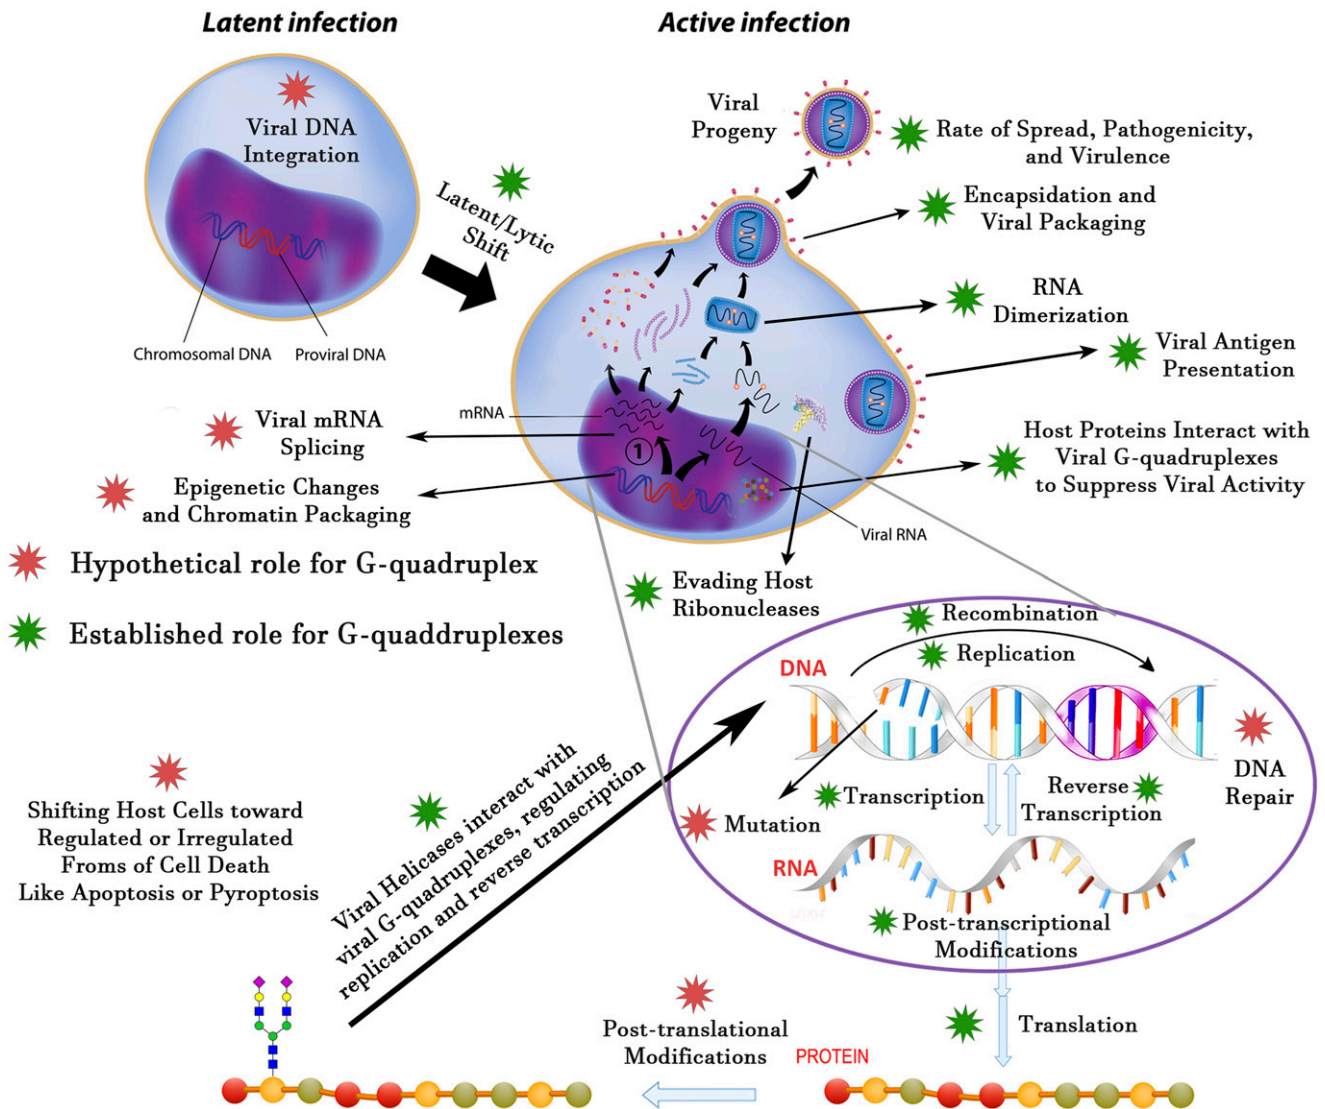 Latent infection
Active infection
Viral DNA
Integration
Chromosomal DNA
Proviral DNA
Latent/Lytic
Shift
Viral
Progeny
Rate of Spread, Pathogenicity,
and Virulence
Encapsidation and
Viral Packaging
RNA
Dimerization
Viral Antigen
Presentation
Host Proteins Interact with
Viral G-quadruplexes
to Suppress Viral Activity
mRNA
1
Viral RNA
Viral mRNA
Splicing
Epigenetic Changes
and Chromatin Packaging
Evading Host
Ribonucleases
Hypothetical role for G-quadruplex
Established role for G-quaddruplexes
Recombination
Replication
DNA
DNA
Repair
Transcription
Reverse
Transcription
Mutation
RNA
Post-transcriptional
Modifications
Shifting Host Cells toward
Regulated or Irregulated
Froms of Cell Death
Like Apoptosis or Pyroptosis
Viral Helicases interact with
viral G-quadruplexes, regulating
replication and reverse transcription
Translation
PROTEIN
Post-translational
Modifications